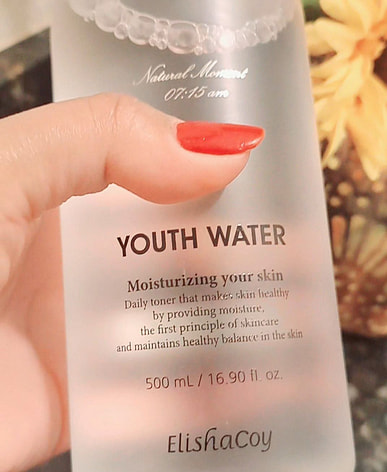 Natural Moment
07:15 am
YOUTH WATER
Moisturizing your skin
Daily toner that makes skin healthy
by providing moisture,
the first principle of skincare
and maintains healthy balance in the skin
500 mL / 16.90 fl. oz.
ElishaCoy